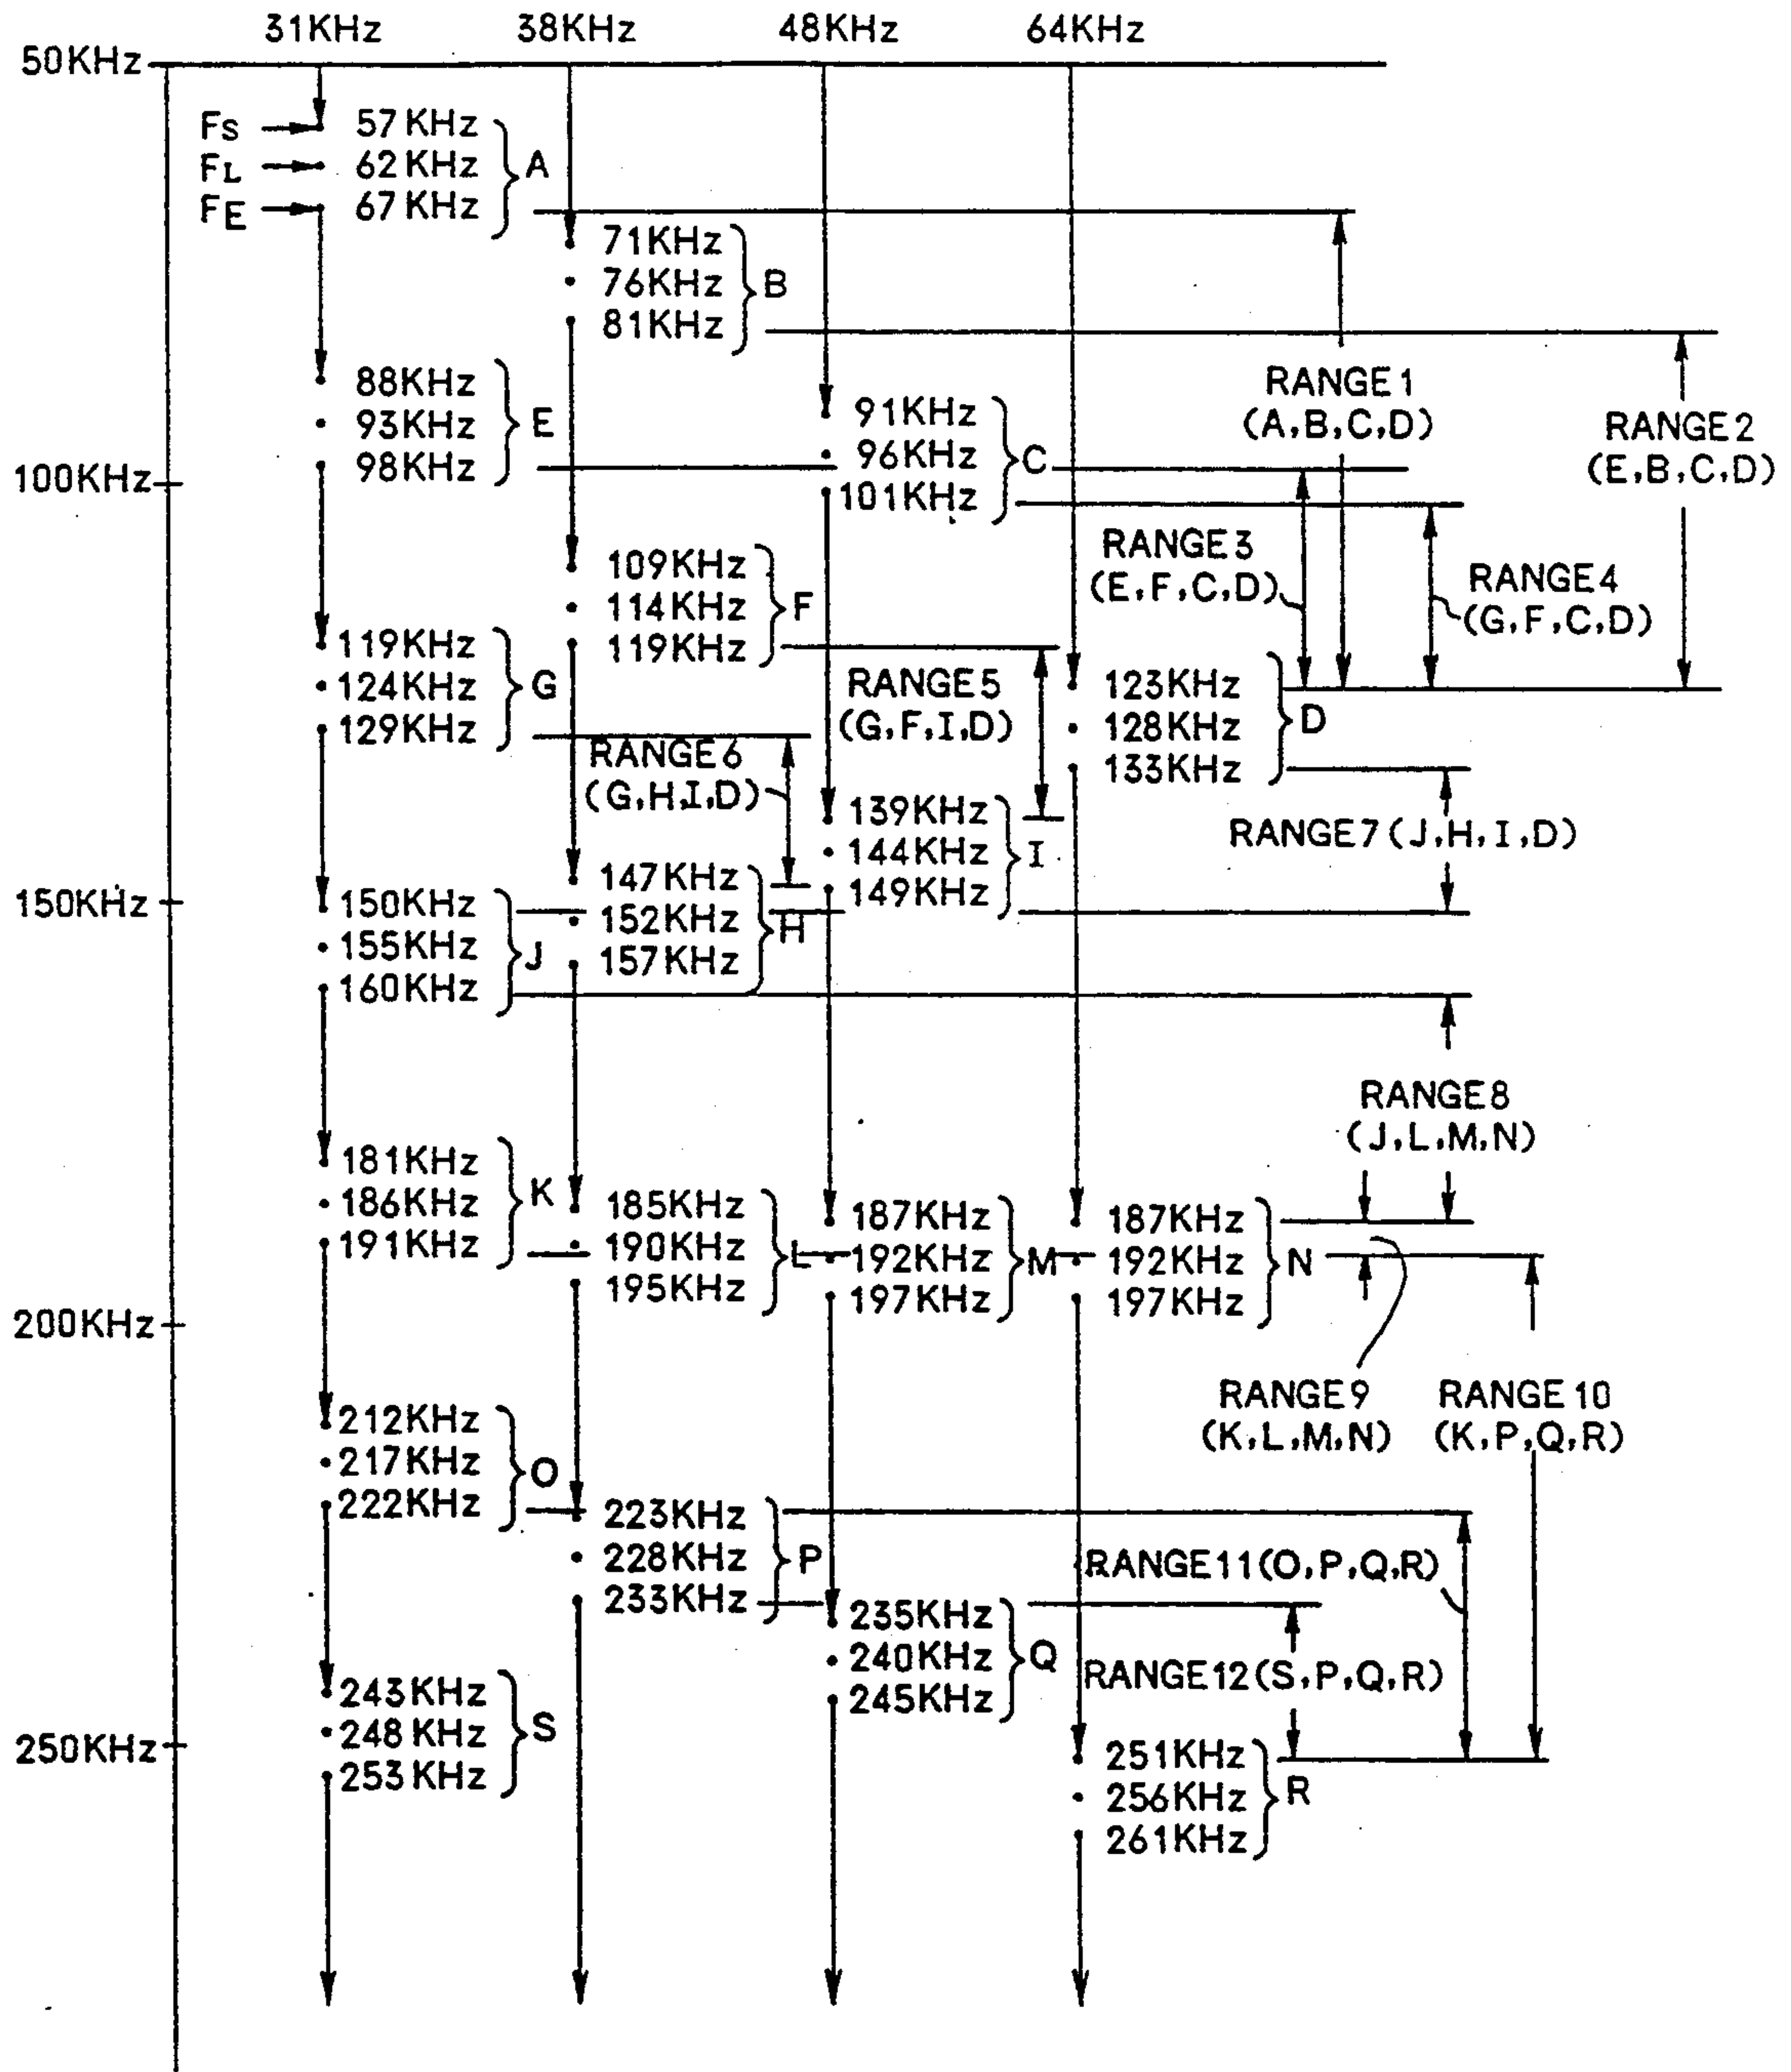 31KHz 38KHz 48KHz 64KHz
50KHz
Fs 57KHz
FL 62KHz A
FE 67KHz
71KHz
76KHz B
81KHz
88KHz
93KHz E
98KHz
91KHz
96KHz C
101KHz
RANGE1
(A,B,C,D)
RANGE2
(E,B,C,D)
100KHz
RANGE3
(E,F,C,D)
RANGE4
(G,F,C,D)
109KHz
114KHz F
119KHz
119KHz
124KHz G
129KHz
RANGE5
(G,F,I,D)
123KHz
128KHz D
133KHz
RANGE6
(G,H,I,D)
139KHz
144KHz I
149KHz
RANGE7(J,H,I,D)
147KHz
152KHz H
157KHz
150KHz
150KHz
155KHz J
160KHz
RANGE8
(J,L,M,N)
181KHz
186KHz K
191KHz
185KHz
190KHz L
195KHz
187KHz
192KHz M
197KHz
187KHz
192KHz N
197KHz
200KHz
RANGE9
(K,L,M,N)
RANGE10
(K,P,Q,R)
212KHz
217KHz O
222KHz
223KHz
228KHz P
233KHz
RANGE11(O,P,Q,R)
235KHz
240KHz Q
245KHz
RANGE12(S,P,Q,R)
243KHz
248KHz S
253KHz
250KHz
251KHz
256KHz R
261KHz